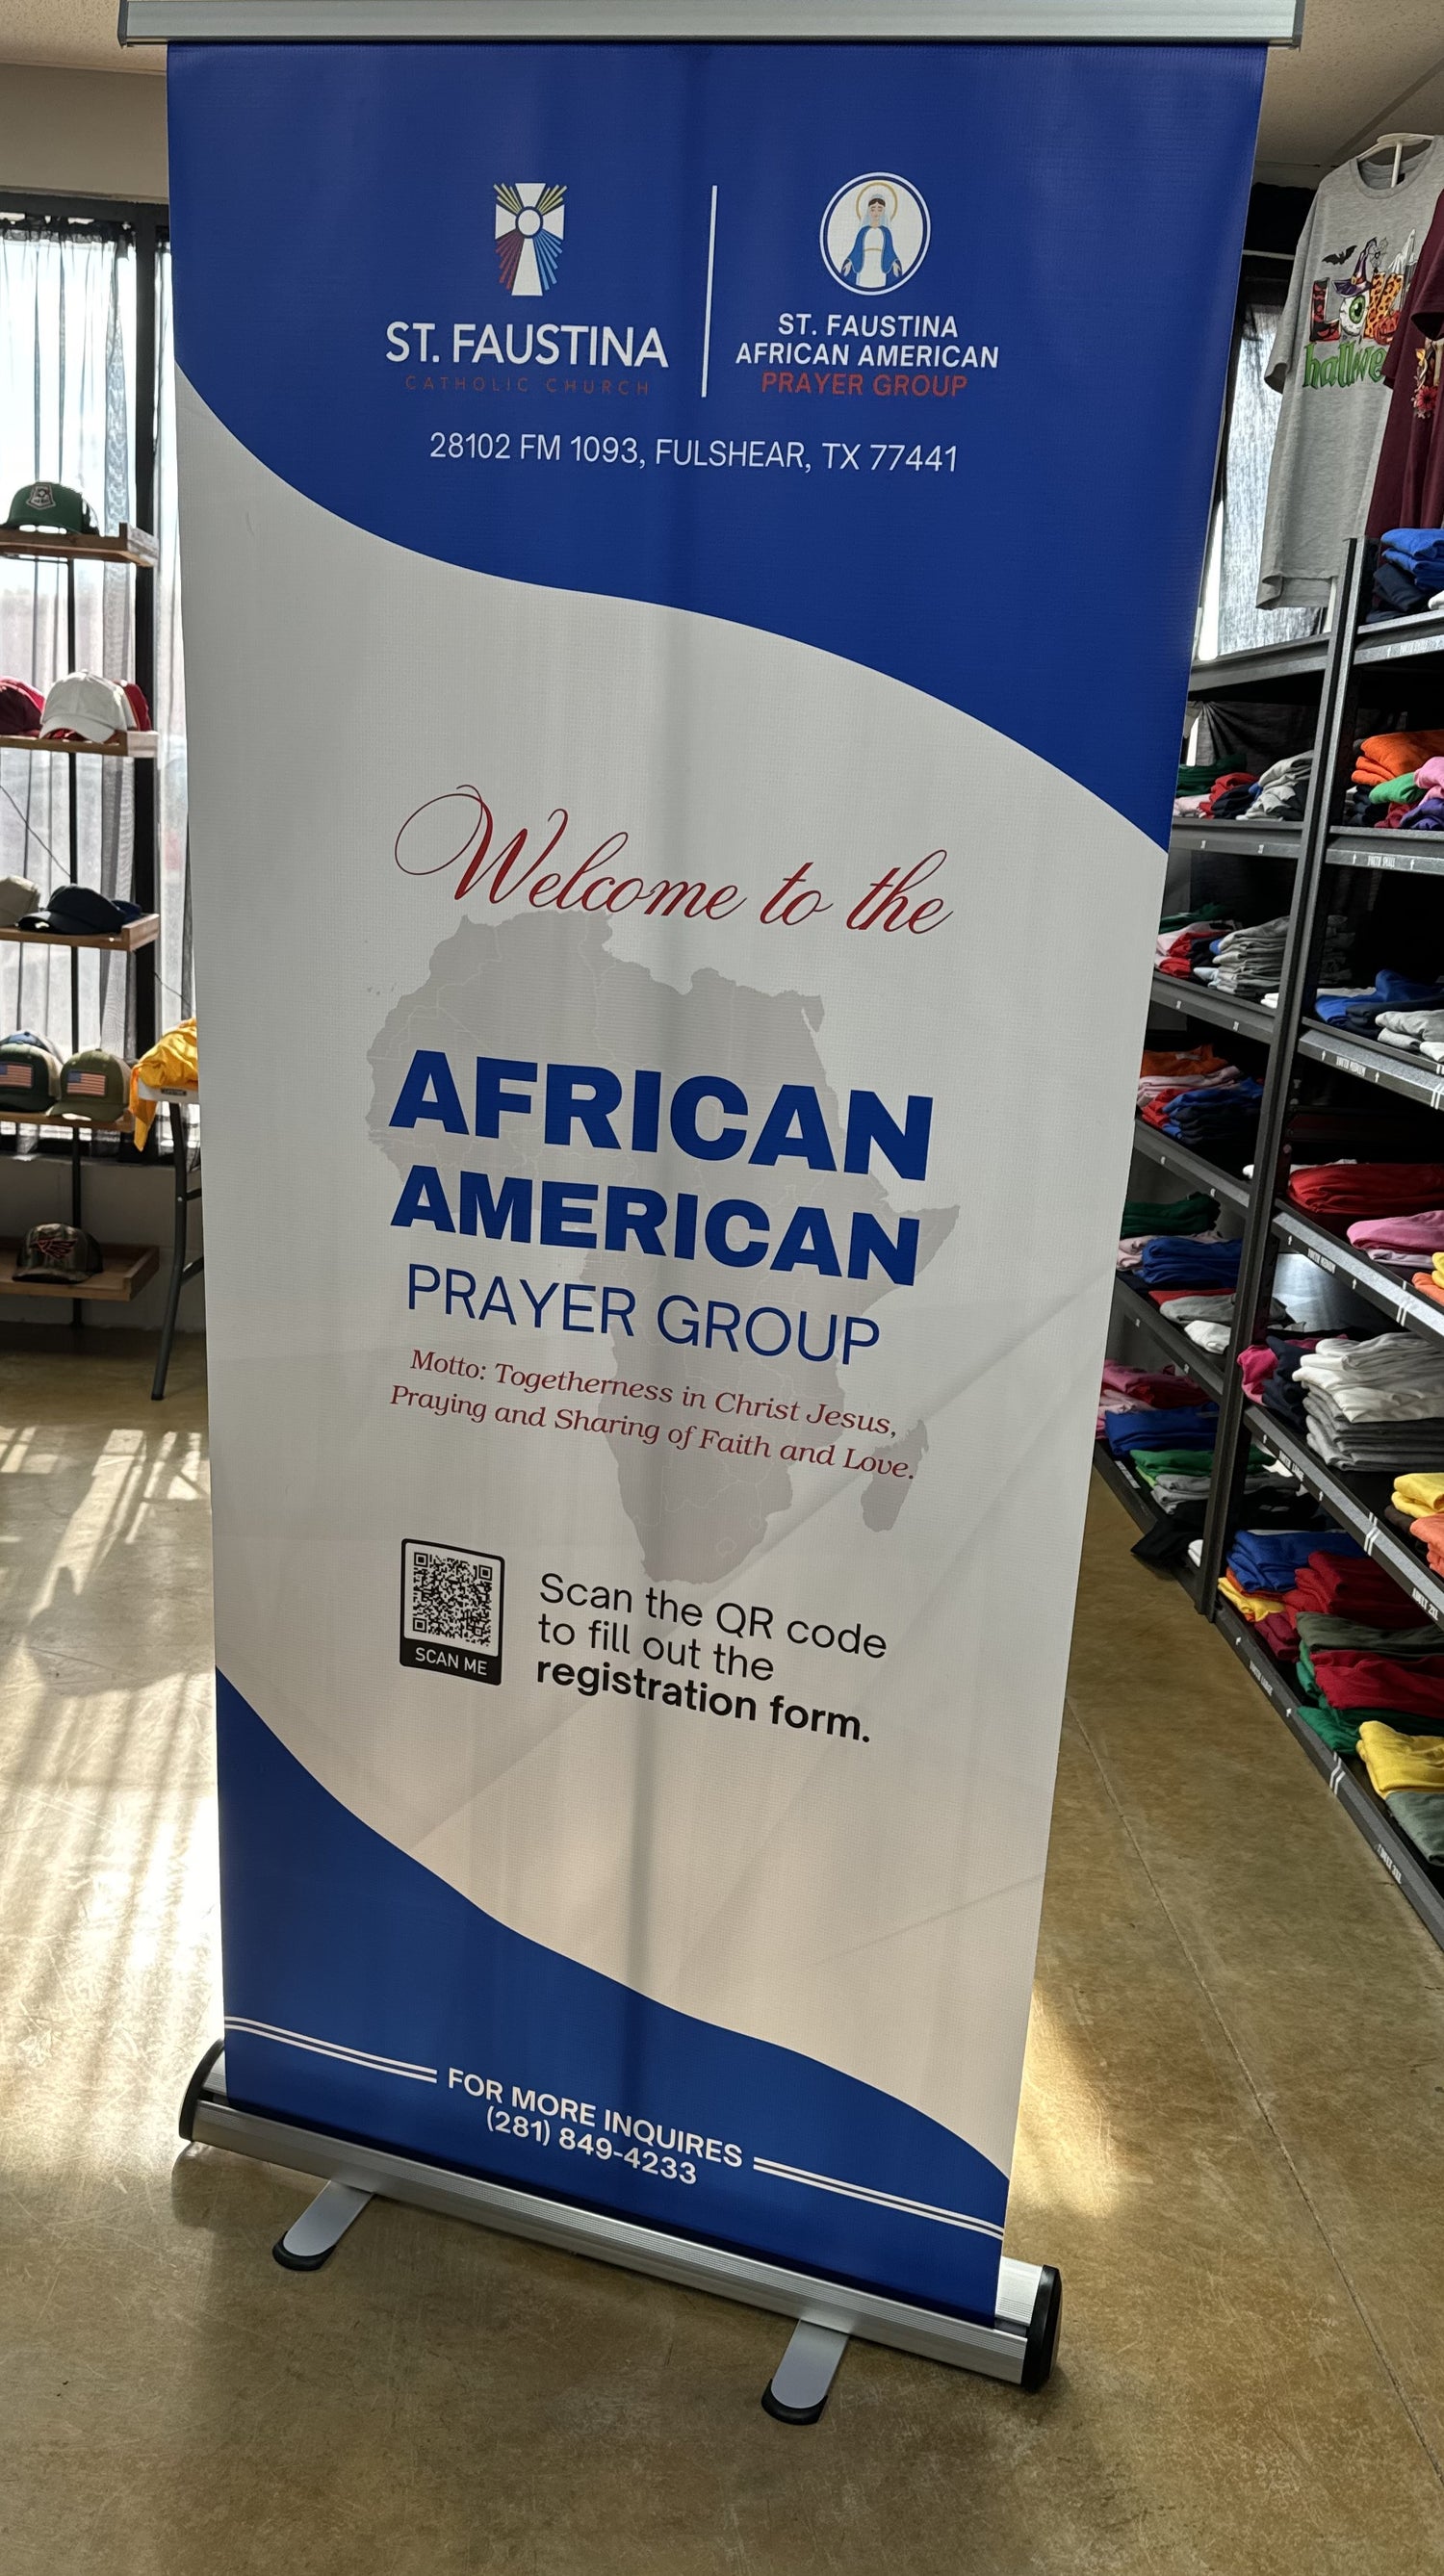 ST. FAUSTINA
CATHOLIC CHURCH
ST. FAUSTINA
AFRICAN AMERICAN
PRAYER GROUP
28102 FM 1093, FULSHEAR, TX 77441
Welcome to the
AFRICAN
AMERICAN
PRAYER GROUP
Motto: Togetherness in Christ Jesus,
Praying and Sharing of Faith and Love.
SCAN ME
Scan the QR code
to fill out the
registration form.
FOR MORE INQUIRES
(281) 849-4233